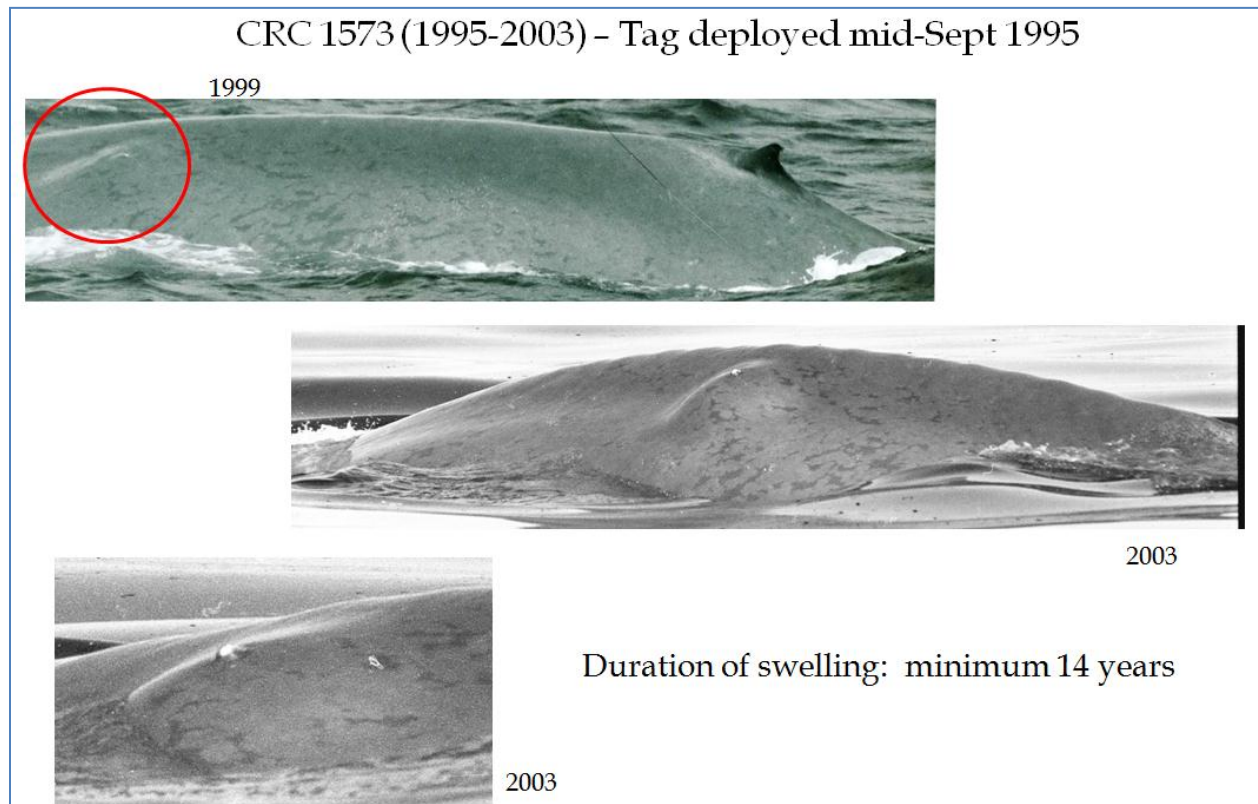 CRC 1573 (1995-2003) – Tag deployed mid-Sept 1995
1999
2003
Duration of swelling:  minimum 14 years
2003